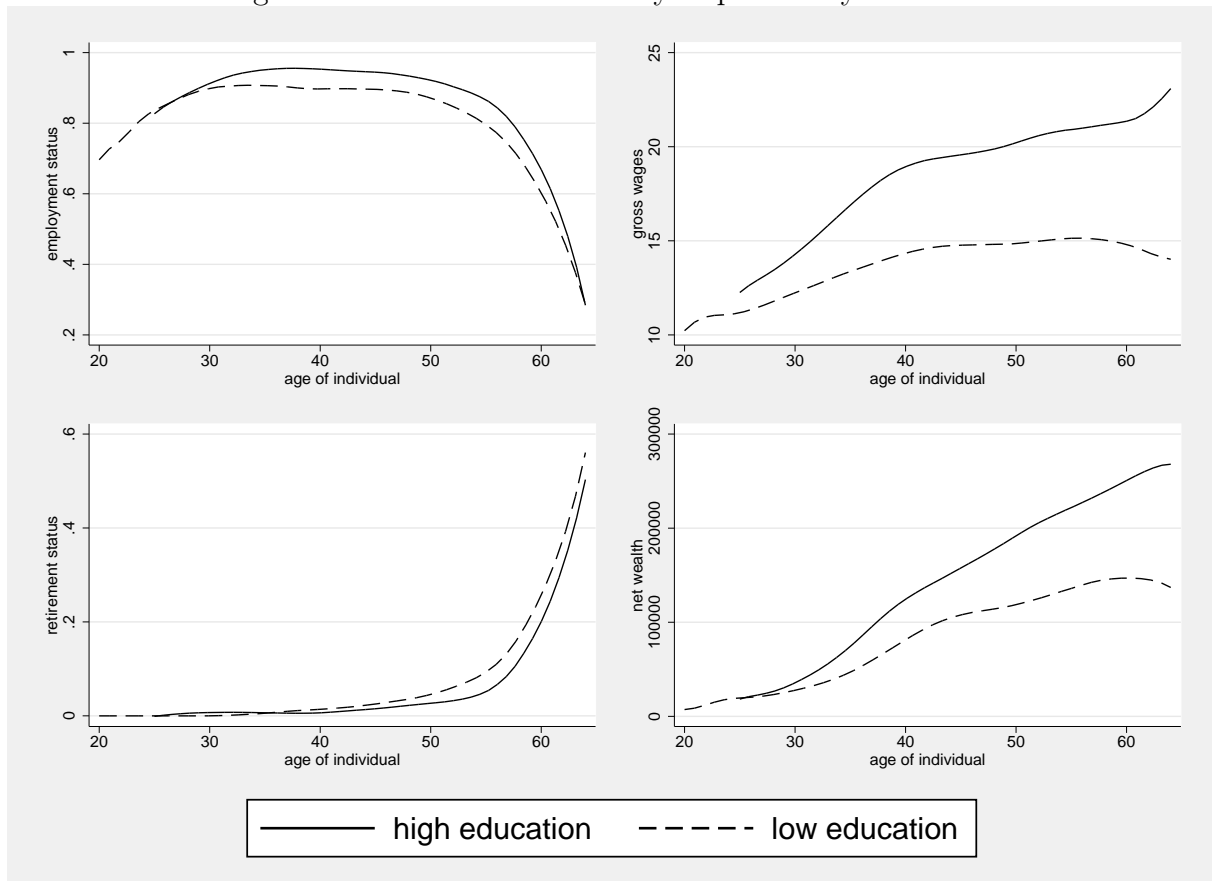 1
.8
.6
.4
.2
employment status
20 30 40 50 60
age of individual
25
20
15
10
gross wages
20 30 40 50 60
age of individual
.6
.4
.2
0
retirement status
20 30 40 50 60
age of individual
300000
200000
100000
0
net wealth
20 30 40 50 60
age of individual
high education low education